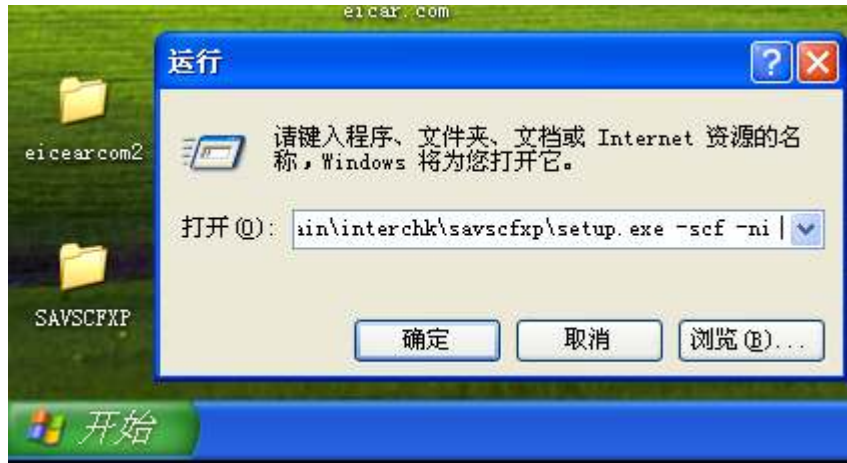 eicar.com
运行
eicearcom2
请键入程序、文件夹、文档或 Internet 资源的名
称，Windows 将为您打开它。
打开(O): ain\interchk\savscfxp\setup.exe -scf -ni
SAVSCFXP
确定 取消 浏览(B)...
开始